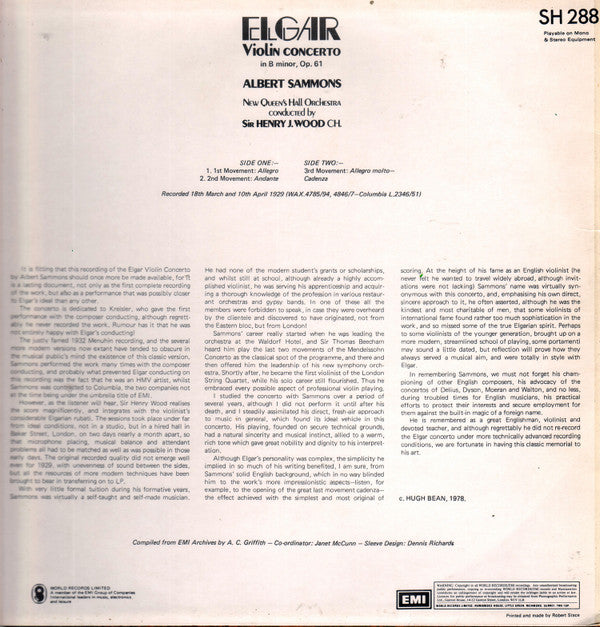 ELGAR
Violin CONCERTO
in B minor, Op. 61
ALBERT SAMMONS
New Queen's Hall Orchestra
conducted by
Sir HENRY J. WOOD CH.
SH 288
Playable on Mono
& Stereo Equipment
SIDE ONE:--
1. 1st Movement: Allegro
2. 2nd Movement: Andante
SIDE TWO:--
3rd Movement: Allegro molto--
Cadenza
Recorded 18th March and 10th April 1929 (WAX.4785/94, 4846/7--Columbia L.2346/51)
It is fitting that this recording of the Elgar Violin Concerto
by Albert Sammons should once more be made available, for it
is a lasting document, not only as the first complete recording
of the work, but also as a performance that was possibly closer
to Elgar's ideal than any other.
The concerto is dedicated to Kreisler, who gave the first
performance with the composer conducting, although regrett-
ably he never recorded the work. Rumour has it that he was
not entirely happy with Elgar's conducting!
The justly famed 1932 Menuhin recording, and the several
more modern editions, have no doubt tended to obscure in
the musical public's mind the existence of this classic version.
Sammons performed the work many times with the composer
conducting, and probably what prevented Elgar conducting
this recording was the fact that he was an HMV artist, whilst
Sammons was contracted to Columbia, the two companies not
at the time being under the umbrella title of EMI.
However, as the listener will hear, Sir Henry Wood realises
the score magnificently, and integrates with the violinist's
considerable Elgarian rubati. The sessions took place under far
from ideal conditions, not in a studio, but in a hired hall in
Baker Street, London, on two days nearly a month apart, so
that microphone placing, musical balance and attendant
problems all had to be matched as well as was possible in those
early days. The original recorded quality did not emerge well
even for 1929, with unevenness of sound between the sides,
but all the resources of more modern techniques have been
brought to bear in transferring on to LP.
With very little formal tuition during his formative years,
Sammons was virtually a self-taught and self-made musician.
He had none of the modern student's grants or scholarships,
and whilst still at school, although already a highly accom-
plished violinist, he was serving his apprenticeship and acquir-
ing a thorough knowledge of the profession in various restaur-
ant orchestras and gypsy bands. In one of these all the
members were forbidden to speak, in case they were overheard
by the clientele and discovered to have originated, not from
the Eastern bloc, but from London!
Sammons' career really started when he was leading the
orchestra at the Waldorf Hotel, and Sir Thomas Beecham
heard him play the last two movements of the Mendelssohn
Concerto as the classical spot of the programme, and there and
then offered him the leadership of his new symphony orch-
estra, Shortly after, he became the first violinist of the London
String Quartet, while his solo career still flourished. Thus he
embraced every possible aspect of professional violin playing.
I studied the concerto with Sammons over a period of
several years, although I did not perform it until after his
death, and I steadily assimilated his direct, fresh-air approach
to music in general, which found its ideal vehicle in this
concerto. His playing, founded on secure technical grounds,
had a natural sincerity and musical instinct, allied to a warm,
rich tone which gave great nobility and dignity to his interpret-
ation.
Although Elgar's personality was complex, the simplicity he
implied in so much of his writing benefited, I am sure, from
Sammons' solid English background, which in no way blinded
him to the work's more impressionistic aspects--listen, for
example, to the opening of the great last movement cadenza--
the effect achieved with the simplest and most original of
scoring. At the height of his fame as an English violinist (he
never felt he wanted to travel widely abroad, although invit-
ations were not lacking) Sammons' name was virtually syn-
onymous with this concerto, and, emphasising his own direct,
sincere approach to it, he often asserted, although he was the
kindest and most charitable of men, that some violinists of
international fame found rather too much sophistication in the
work, and so missed some of the true Elgarian spirit. Perhaps
to some violinists of the younger generation, brought up on a
more modern, streamlined school of playing, some portamenti
may sound a little dated, but reflection will prove how they
always served a musical aim, and were totally in style with
Elgar.
In remembering Sammons, we must not forget his cham-
pioning of other English composers, his advocacy of the
concertos of Delius, Dyson, Moeran and Walton, and no less,
during troubled times for English musicians, his practical
efforts to protect their interests and secure employment for
them against the built-in magic of a foreign name.
He is remembered as a great Englishman, violinist and
devoted teacher, and although regrettably he did not re-record
the Elgar concerto under more technically advanced recording
conditions, we are fortunate in having this classic memorial to
his art.
c. HUGH BEAN, 1978.
Compiled from EMI Archives by A. C. Griffith -- Co-ordinator: Janet McCunn -- Sleeve Design: Dennis Richards
WORLD RECORDS LIMITED
A member of the EMI Group of Companies
International leaders in music, electronics
and leisure
EMI
Printed and made by Robert Stace